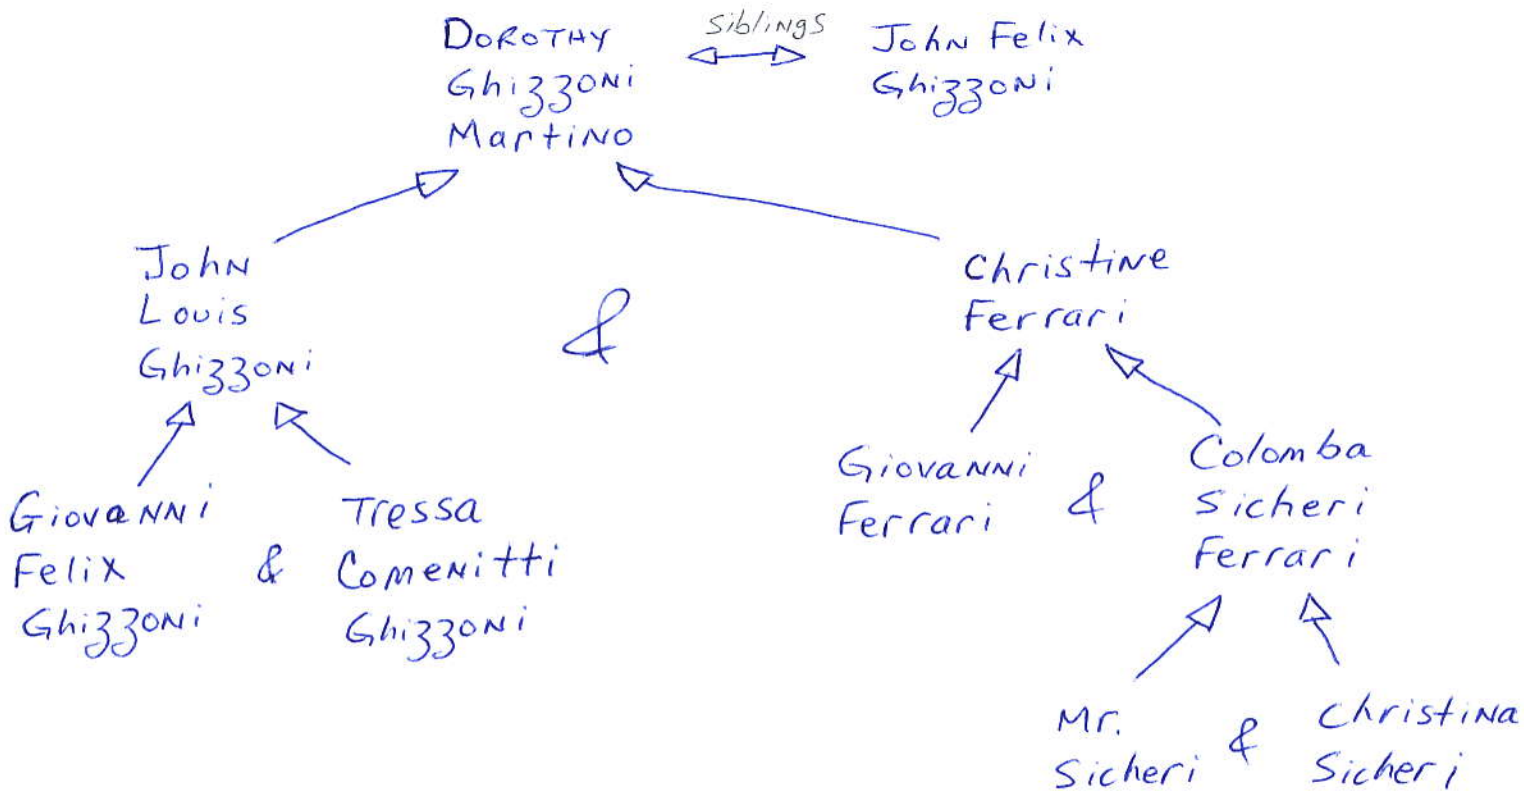 DOROTHY
Ghizzoni
Martino
siblings
John Felix
Ghizzoni
John
Louis
Ghizzoni
&
Christine
Ferrari
Giovanni
Felix
Ghizzoni
&
Tressa
Comenitti
Ghizzoni
Giovanni
Ferrari
&
Colomba
Sicheri
Ferrari
Mr.
Sicheri
&
Christina
Sicheri